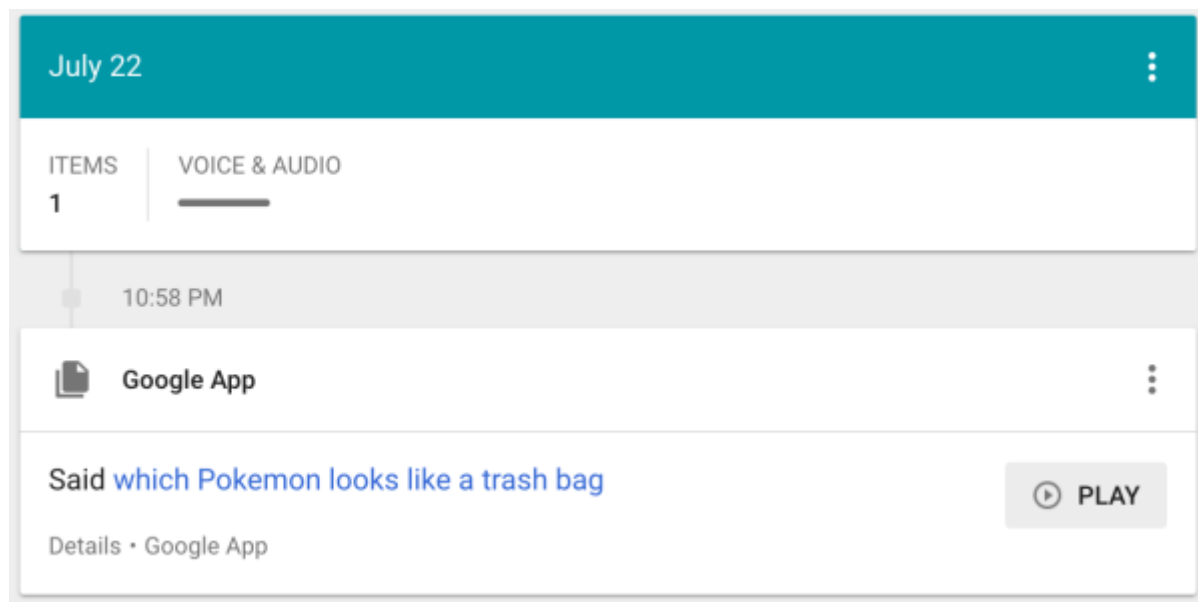 July 22
ITEMS VOICE & AUDIO
1
10:58 PM
Google App
Said which Pokemon looks like a trash bag
PLAY
Details • Google App